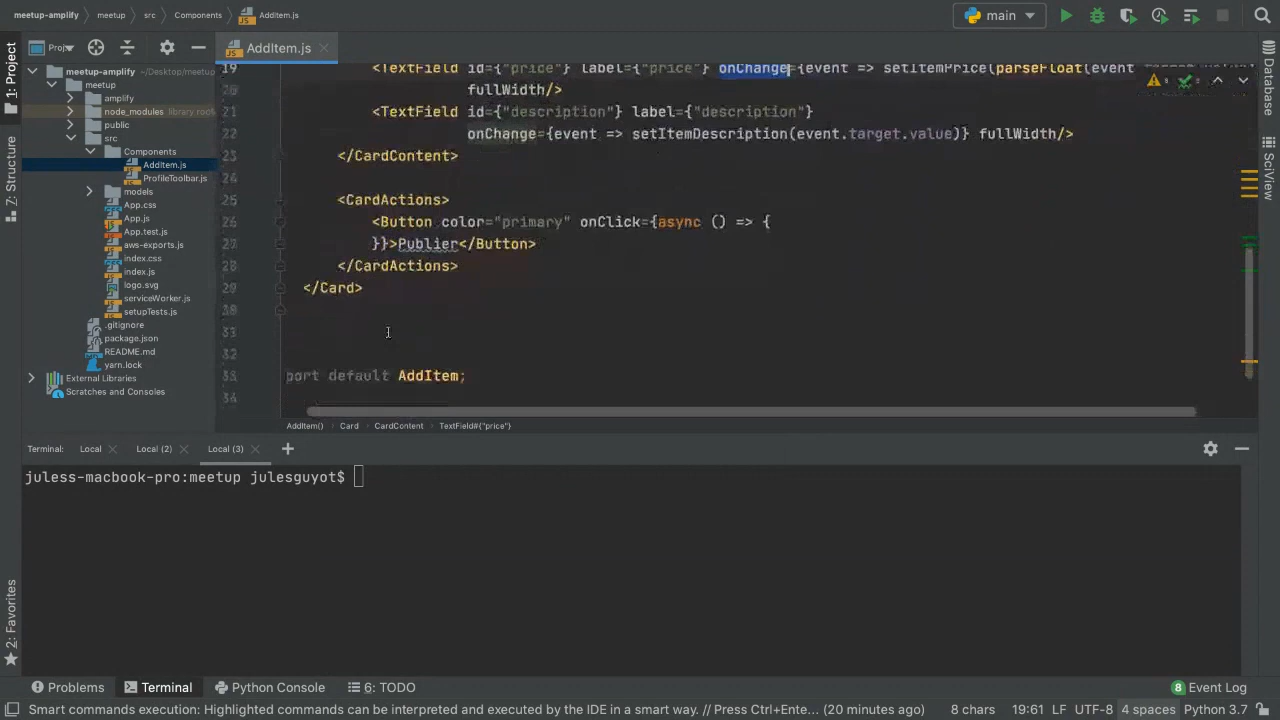 meetup-amplify meetup src Components AddItem.js main
1: Project
Proj AddItem.js
meetup-amplify ~/Desktop/meetup
meetup
amplify
node_modules library root
public
src
Components
AddItem.js
ProfileToolbar.js
models
App.css
App.js
App.test.js
aws-exports.js
index.css
index.js
logo.svg
serviceWorker.js
setupTests.js
.gitignore
package.json
README.md
yarn.lock
External Libraries
Scratches and Consoles
Z: Structure
2: Favorites
Database
SciView
19 <TextField id={"price"} label={"price"} onChange={event => setItemPrice(parseFloat(event
20 fullWidth/>
21 <TextField id={"description"} label={"description"}
22 onChange={event => setItemDescription(event.target.value)} fullWidth/>
23 </CardContent>
24
25 <CardActions>
26 <Button color="primary" onClick={async () => {
27 }}>Publier</Button>
28 </CardActions>
29 </Card>
30
31
32
33 port default AddItem;
34
AddItem() Card CardContent TextField#{"price"}
Terminal: Local Local (2) Local (3)
juless-macbook-pro:meetup julesguyot$
Problems Terminal Python Console 6: TODO 8 Event Log
Smart commands execution: Highlighted commands can be interpreted and executed by the IDE in a smart way. // Press Ctrl+Ente... (20 minutes ago) 8 chars 19:61 LF UTF-8 4 spaces Python 3.7